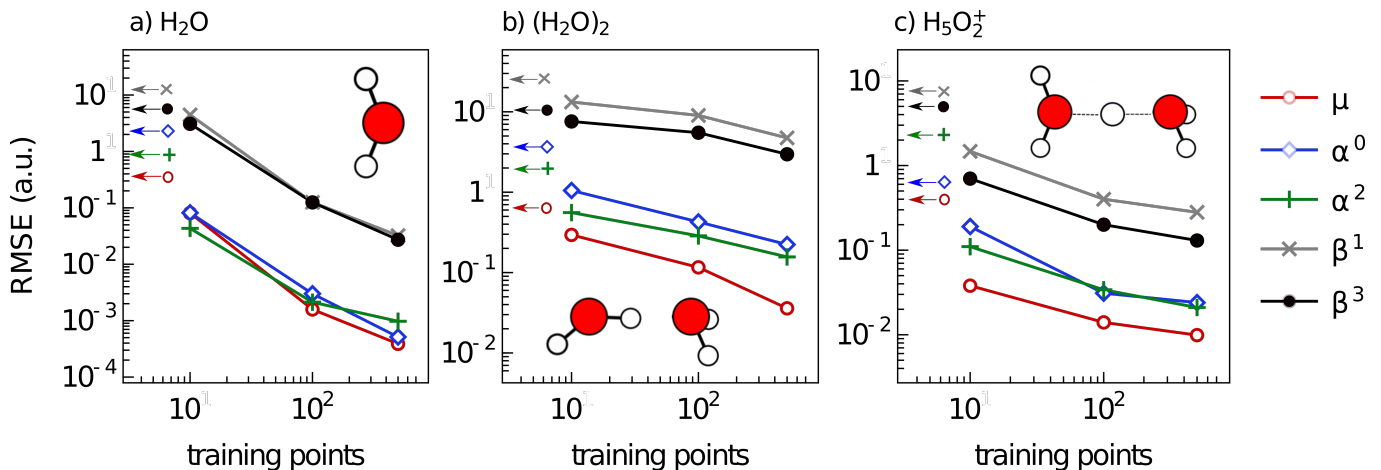 a) H₂O
b) (H₂O)₂
c) H₅O₂⁺
RMSE (a.u.)
10¹
1
10⁻¹
10⁻²
10⁻³
10⁻⁴
10¹
10²
training points
10¹
1
10⁻¹
10⁻²
10¹
10²
training points
10¹
1
10⁻¹
10⁻²
10¹
10²
training points
μ
α⁰
α²
β¹
β³